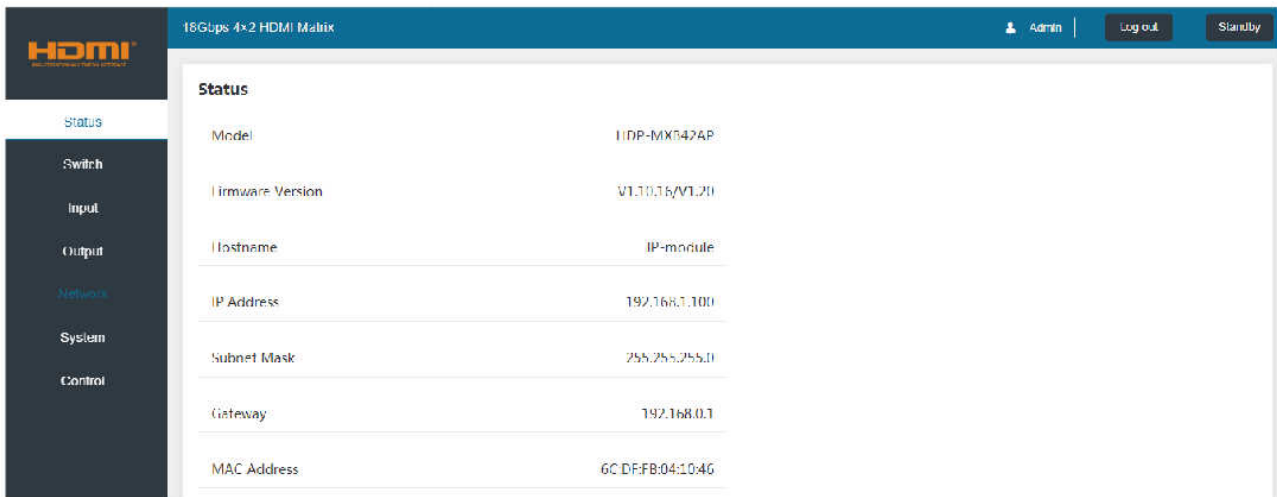 18Gbps 4×2 HDMI Matrix
Admin
Log out
Standby
HDMI
Status
Status
Model
HDP-MXB42AP
Switch
Firmware Version
V1.10.16/V1.20
Input
Output
Hostname
IP-module
Network
IP Address
192.168.1.100
System
Subnet Mask
255.255.255.0
Control
Gateway
192.168.0.1
MAC Address
6C:DF:FB:04:10:46